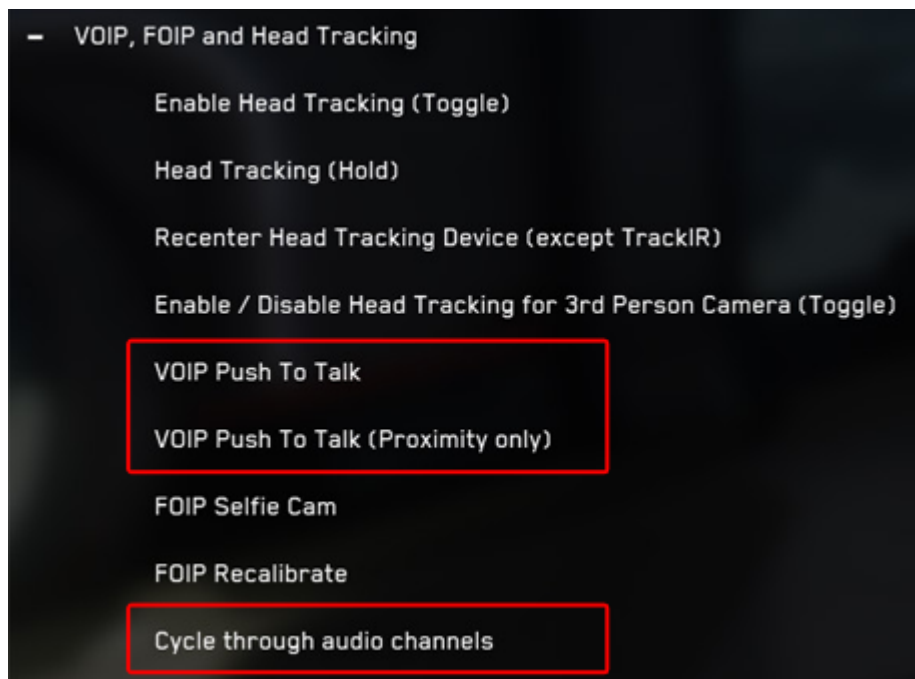 VOIP, FOIP and Head Tracking
Enable Head Tracking (Toggle)
Head Tracking (Hold)
Recenter Head Tracking Device (except TrackIR)
Enable / Disable Head Tracking for 3rd Person Camera (Toggle)
VOIP Push To Talk
VOIP Push To Talk (Proximity only)
FOIP Selfie Cam
FOIP Recalibrate
Cycle through audio channels